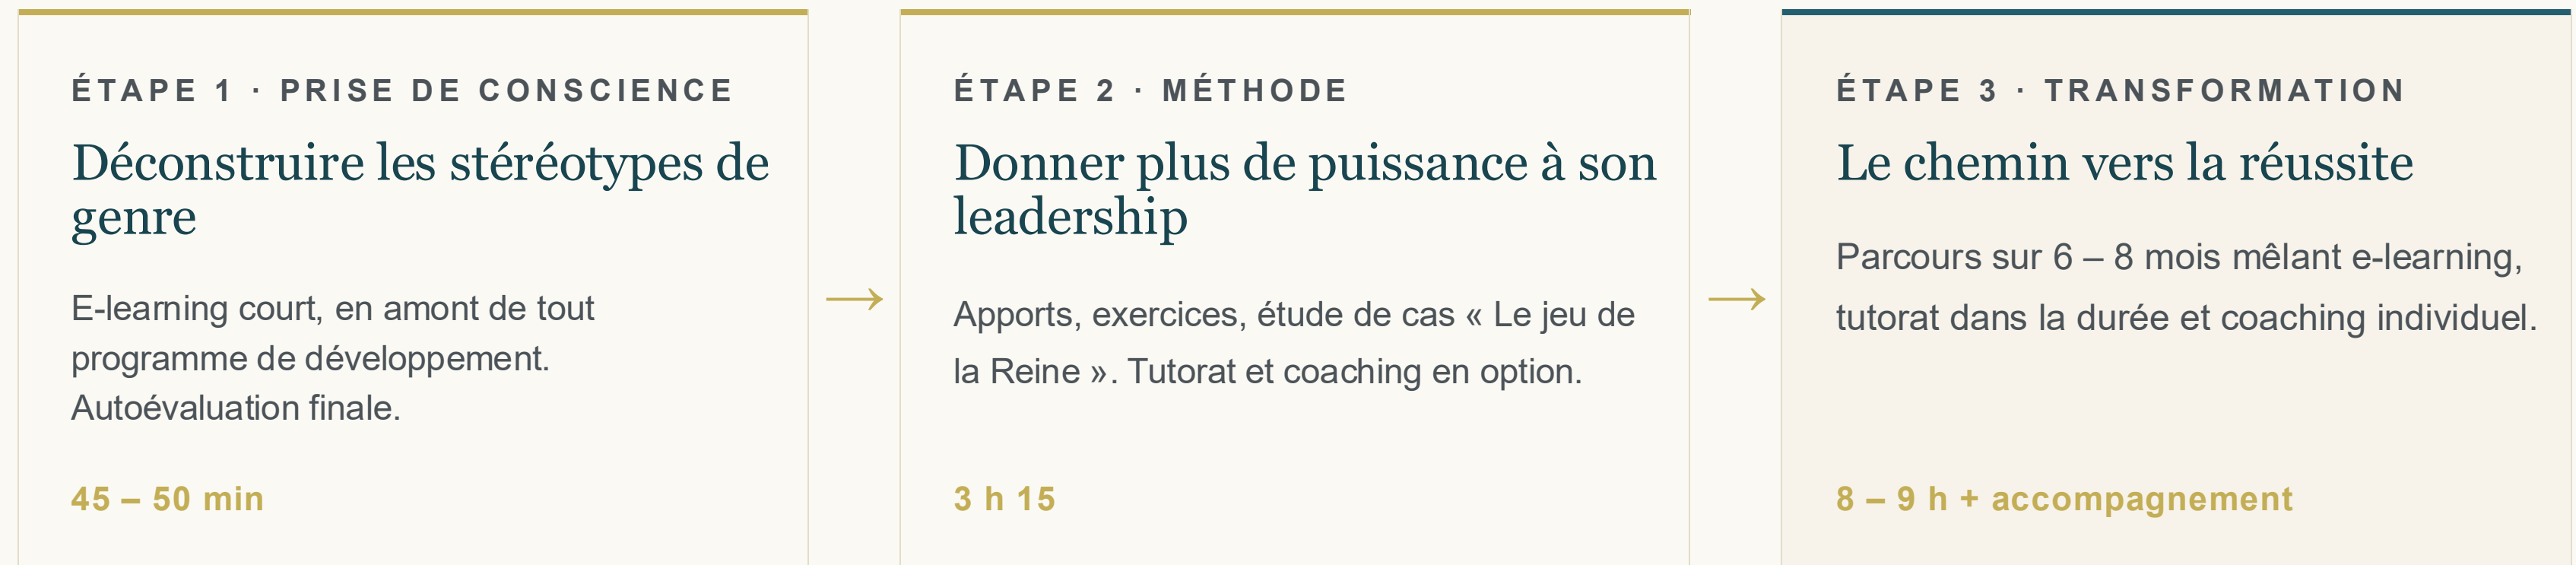 ÉTAPE 1 · PRISE DE CONSCIENCE
Déconstruire les stéréotypes de
genre
E-learning court, en amont de tout
programme de développement.
Autoévaluation finale.
45 – 50 min
→
ÉTAPE 2 · MÉTHODE
Donner plus de puissance à son
leadership
Apports, exercices, étude de cas « Le jeu de
la Reine ». Tutorat et coaching en option.
3 h 15
→
ÉTAPE 3 · TRANSFORMATION
Le chemin vers la réussite
Parcours sur 6 – 8 mois mêlant e-learning,
tutorat dans la durée et coaching individuel.
8 – 9 h + accompagnement